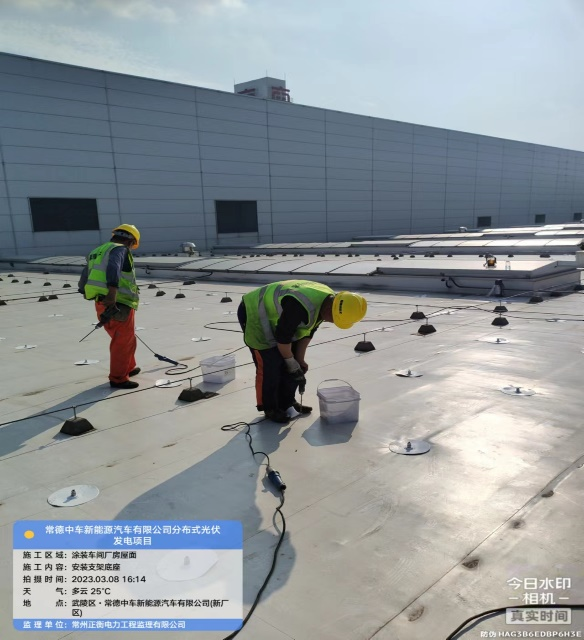 常德中车新能源汽车有限公司分布式光伏
发电项目
施工区域：涂装车间厂房屋面
施工内容：安装支架底座
拍摄时间：2023.03.08 16:14
天 气：多云 25°C
地 点：武陵区·常德中车新能源汽车有限公司(新厂
区)
监理单位：常州正衡电力工程监理有限公司
今日水印
-相机-
真实时间
防伪 HAG3B6EDBP6H3E